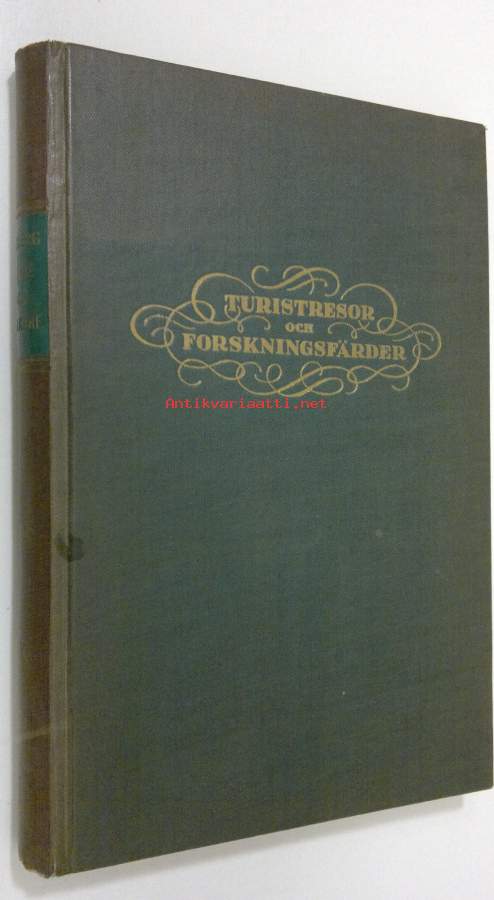 TURISTRESOR
OCH
FORSKNINGSFÄRDER
Antikvariaatti.net